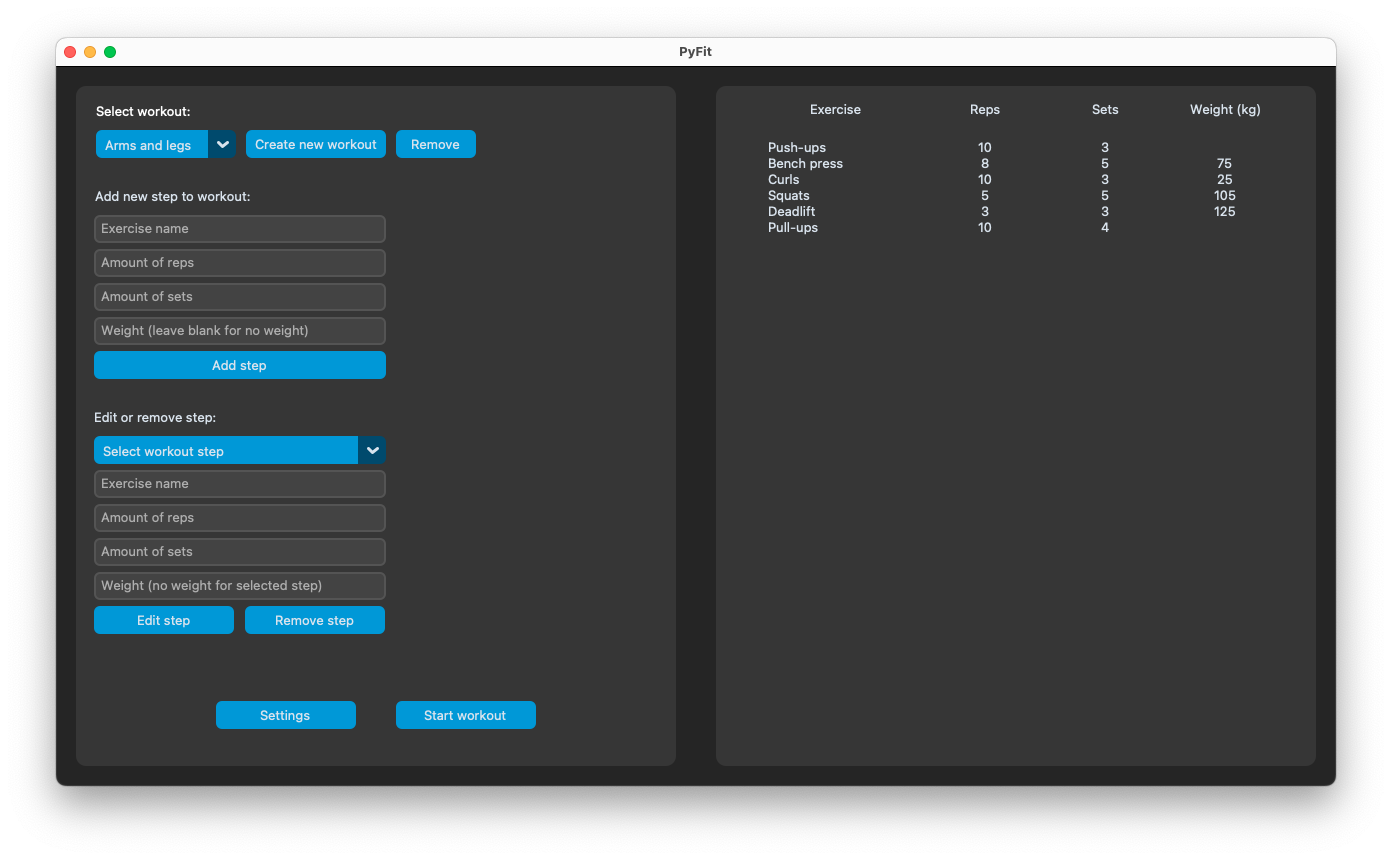 PyFit
Select workout:
Arms and legs Create new workout Remove
Add new step to workout:
Exercise name
Amount of reps
Amount of sets
Weight (leave blank for no weight)
Add step
Edit or remove step:
Select workout step
Exercise name
Amount of reps
Amount of sets
Weight (no weight for selected step)
Edit step Remove step
Settings Start workout
Exercise Reps Sets Weight (kg)
Push-ups 10 3
Bench press 8 5 75
Curls 10 3 25
Squats 5 5 105
Deadlift 3 3 125
Pull-ups 10 4